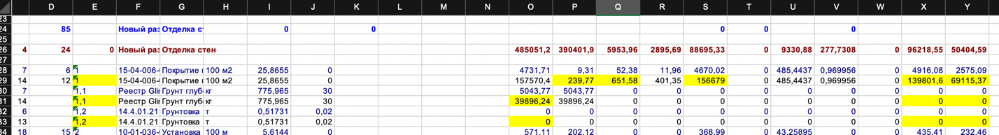 D E F G H I J K L M N O P Q R S T U V W X Y
23
24 85 Новый раз Отделка ст 0 0 0 0 0
25
26 4 24 0 Новый раз Отделка стен 485051,2 390401,9 5953,96 2895,69 88695,33 0 9330,88 277,7308 0 96218,55 50404,59
27
28 7 6 1 15-04-006- Покрытие 100 м2 25,8655 0 4731,71 9,31 52,38 11,96 4670,02 0 485,4437 0,969956 0 4916,08 2575,09
29 14 12 1 15-04-006- Покрытие 100 м2 25,8655 0 157570,4 239,77 651,58 401,35 156679 0 485,4437 0,969956 0 139801,6 69115,37
30 7 1,1 Реестр Gli Грунт глуб кг 775,965 30 5043,77 5043,77 0 0 0 0 0 0 0 0 0
31 14 1,1 Реестр Gli Грунт глуб кг 775,965 30 39896,24 39896,24 0 0 0 0 0 0 0 0 0
32 6 1,2 14.4.01.21 Грунтовка т 0,51731 0,02 0 0 0 0 0 0 0 0 0 0 0
33 13 1,2 14.4.01.21 Грунтовка т 0,51731 0,02 0 0 0 0 0 0 0 0 0 0 0
34 18 15 2 10-01-036- Установка 100 м 5,6144 0 571,11 202,12 0 0 368,99 0 43,25895 0 0 435,41 232,46